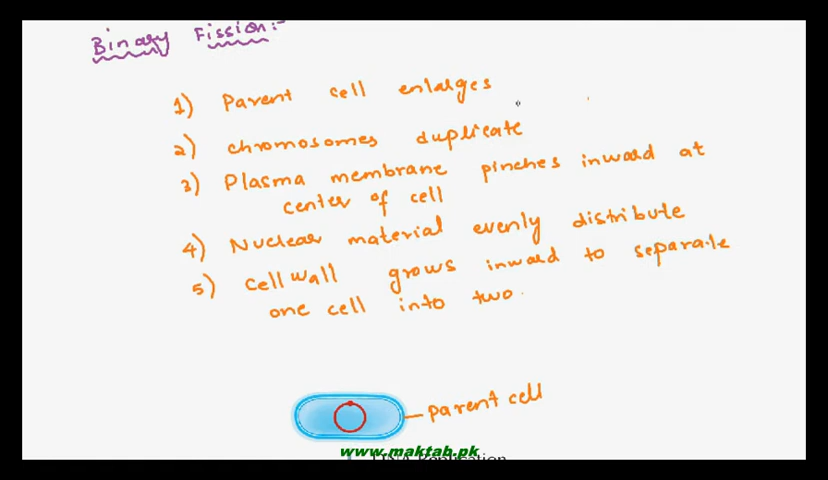 Binary Fission:-
1) Parent cell enlarges
2) chromosomes duplicate
3) Plasma membrane pinches inward at
center of cell
4) Nuclear material evenly distribute
5) Cell wall grows inward to separate
one cell into two.
Parent cell
www.maktab.pk
DNA Replication